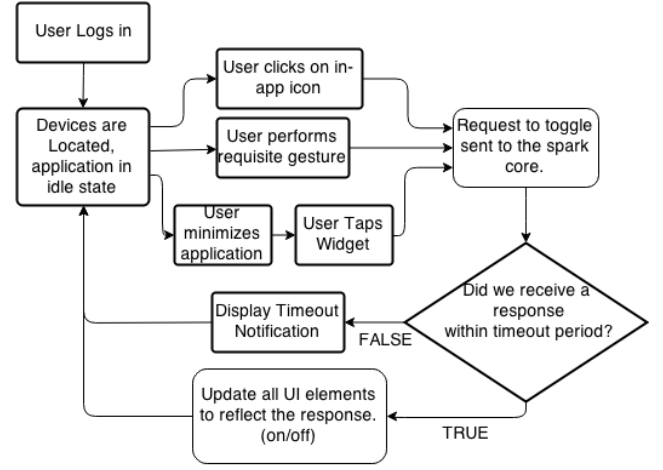 User Logs in
User clicks on in-
app icon
Devices are
Located,
application in
idle state
User performs
requisite gesture
Request to toggle
sent to the spark
core.
User
minimizes
application
User Taps
Widget
Did we receive a
response
within timeout period?
Display Timeout
Notification
FALSE
Update all UI elements
to reflect the response.
(on/off)
TRUE